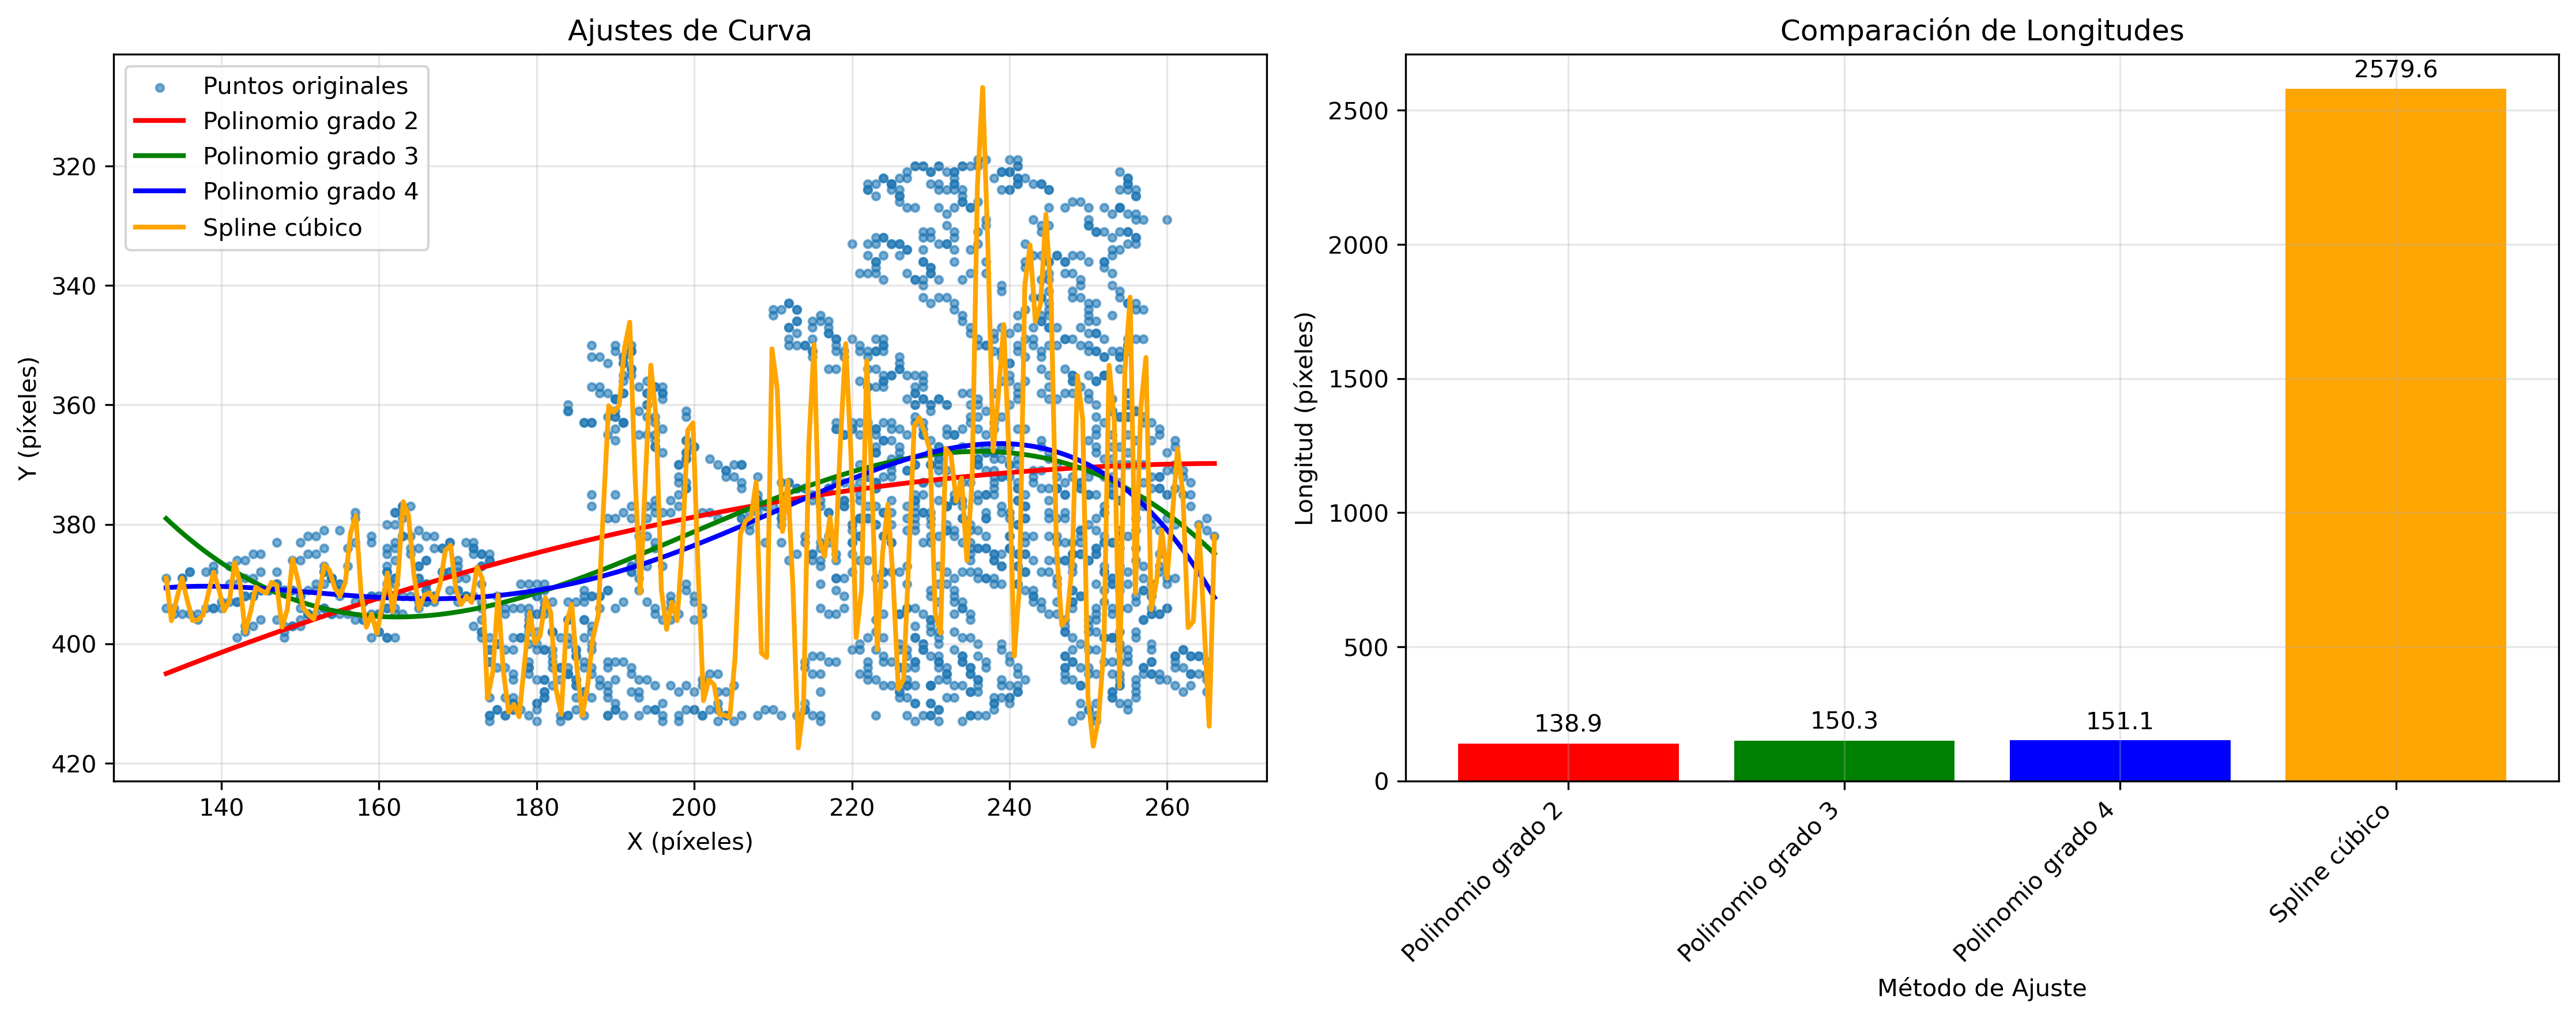 Ajustes de Curva
Puntos originales
Polinomio grado 2
Polinomio grado 3
Polinomio grado 4
Spline cúbico
Y (píxeles)
320
340
360
380
400
420
140
160
180
200
220
240
260
X (píxeles)
Comparación de Longitudes
Longitud (píxeles)
2500
2000
1500
1000
500
0
138.9
150.3
151.1
2579.6
Polinomio grado 2
Polinomio grado 3
Polinomio grado 4
Spline cúbico
Método de Ajuste